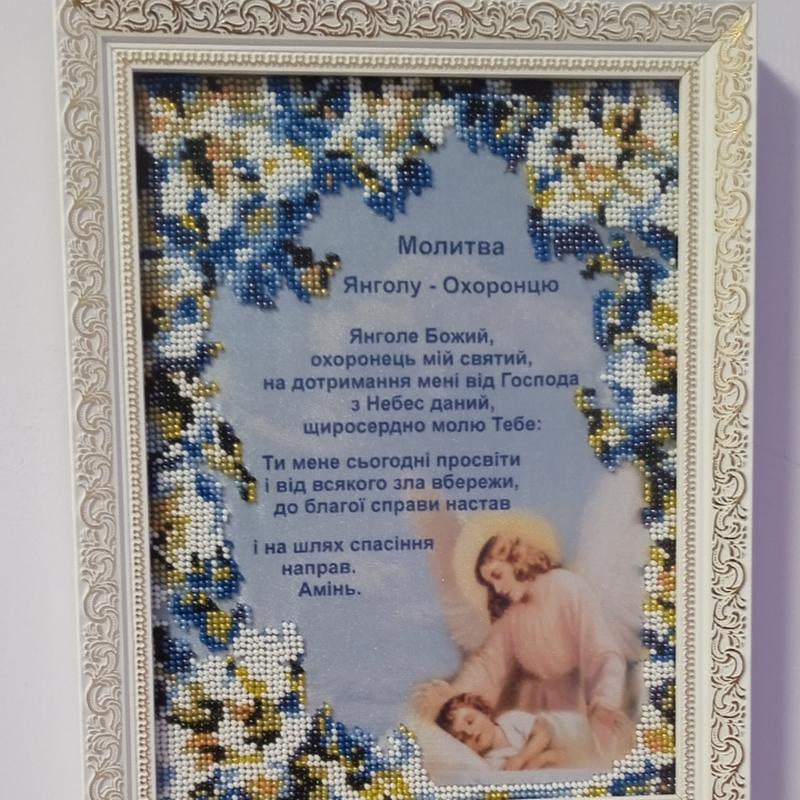 Молитва
Янголу - Охоронцю
Янголе Божий,
охоронець мій святий,
на дотримання мені від Господа
з Небес даний,
щиросердно молю Тебе:
Ти мене сьогодні просвіти
і від всякого зла вбережи,
до благої справи настав
і на шлях спасіння
направ.
Амінь.